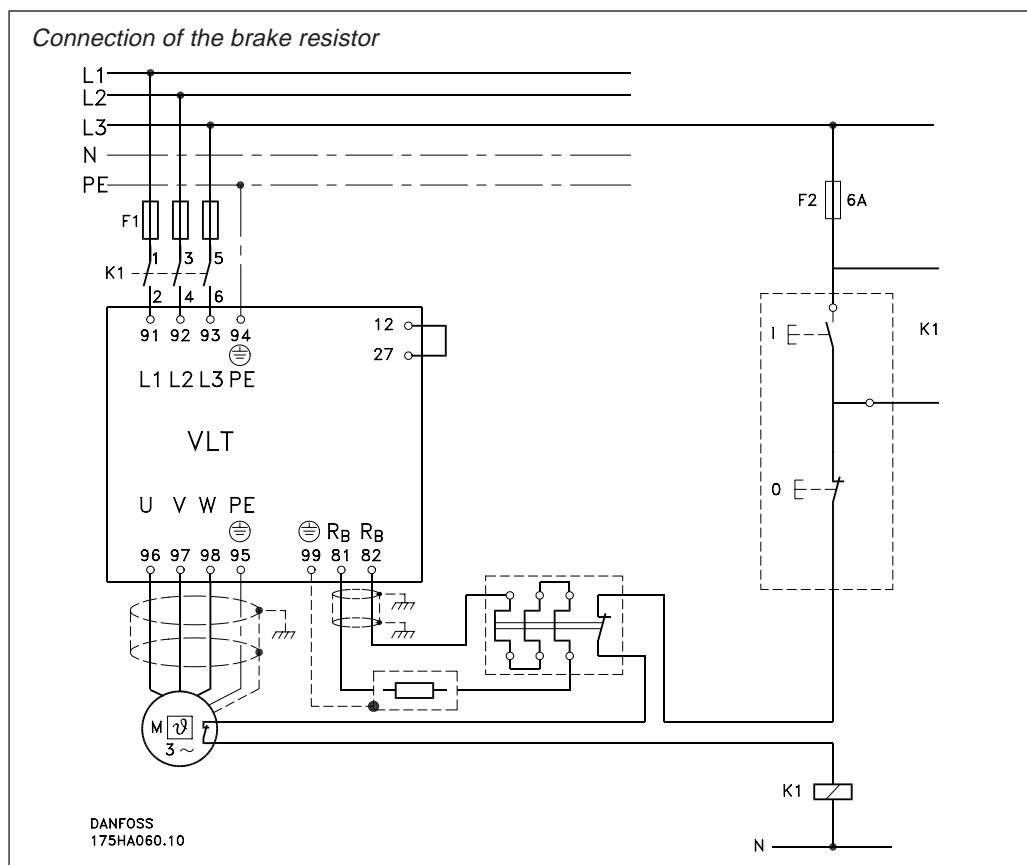 Connection of the brake resistor
L1
L2
L3
N
PE
F1
F2 6A
1 3 5
K1
2 4 6
91 92 93 94
12
27
L1 L2 L3 PE
I
K1
VLT
0
U V W PE
RB RB
96 97 98 95 99 81 82
M ϑ
3 ~
K1
DANFOSS
175HA060.10
N